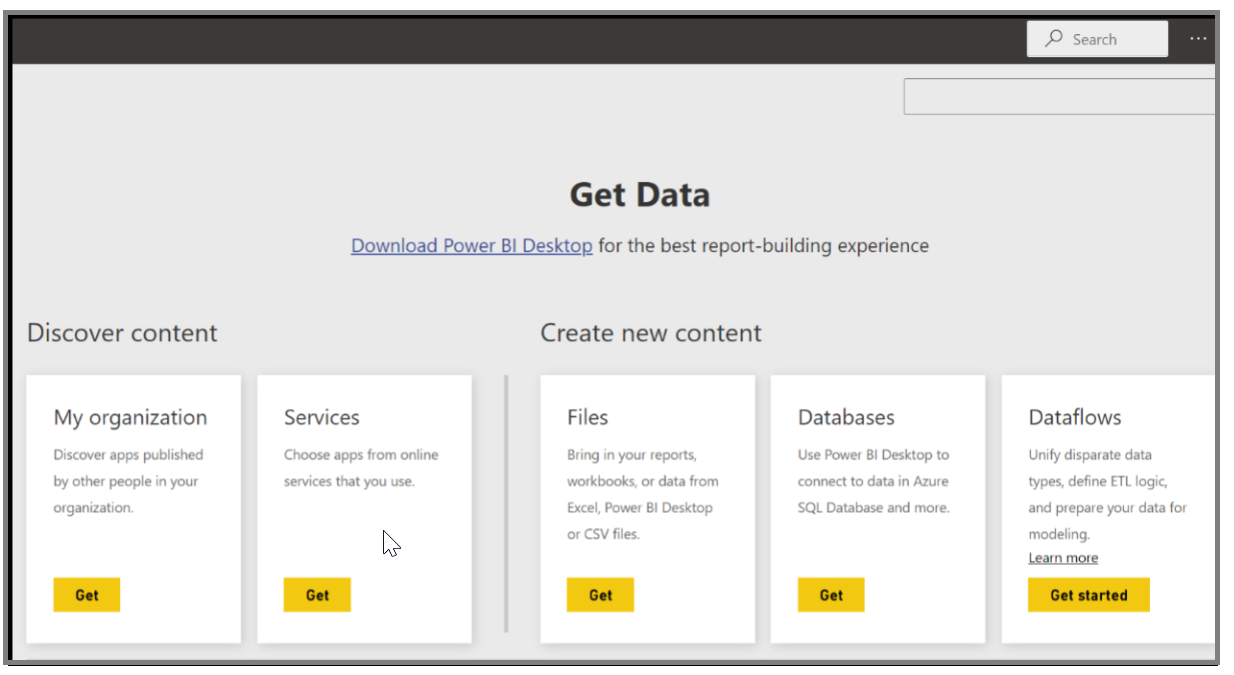 Search
...
Get Data
Download Power BI Desktop for the best report-building experience
Discover content
Create new content
My organization
Discover apps published
by other people in your
organization.
Get
Services
Choose apps from online
services that you use.
Get
Files
Bring in your reports,
workbooks, or data from
Excel, Power BI Desktop
or CSV files.
Get
Databases
Use Power BI Desktop to
connect to data in Azure
SQL Database and more.
Get
Dataflows
Unify disparate data
types, define ETL logic,
and prepare your data for
modeling.
Learn more
Get started